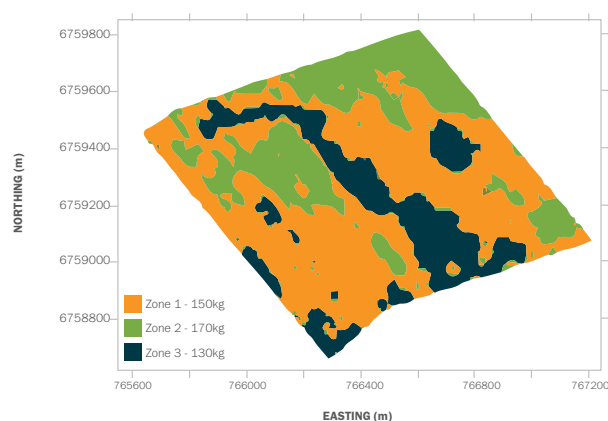 NORTHING (m)
6759800
6759600
6759400
6759200
6759000
6758800
Zone 1 - 150kg
Zone 2 - 170kg
Zone 3 - 130kg
765600 766000 766400 766800 767200
EASTING (m)